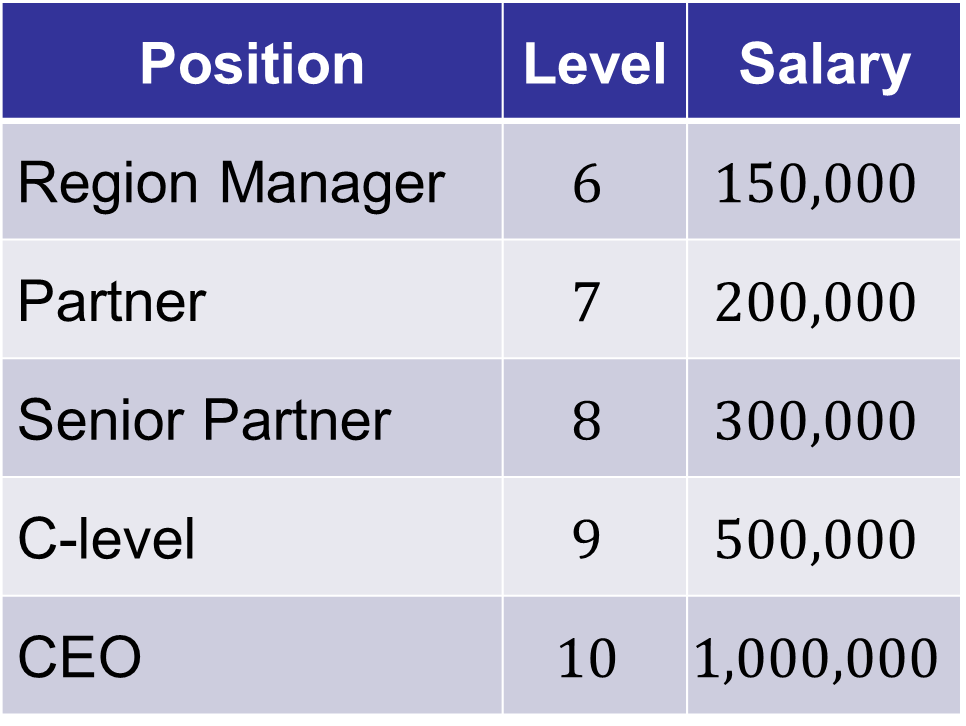 Position Level Salary
Region Manager 6 150,000
Partner 7 200,000
Senior Partner 8 300,000
C-level 9 500,000
CEO 10 1,000,000